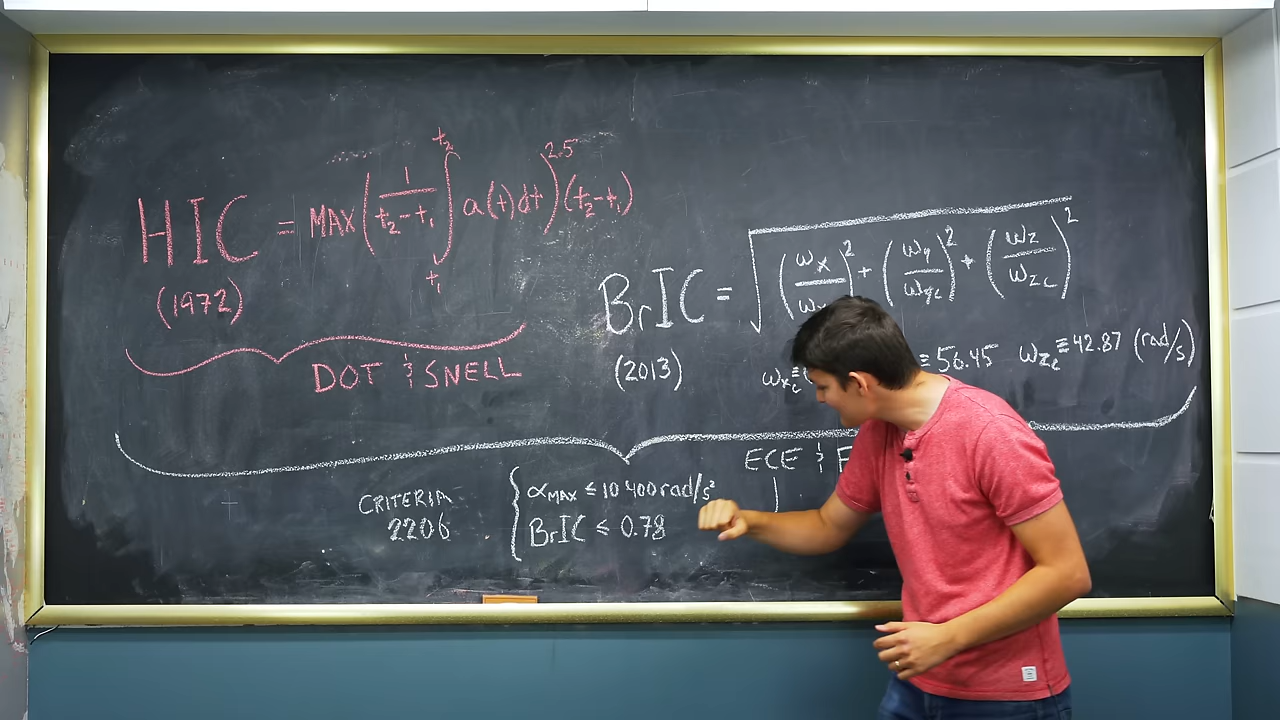 HIC = MAX(1/(t₂-t₁) ∫t₁^t₂ a(t)dt)^2.5 (t₂-t₁)
(1972)
DOT & SNELL
BrIC = √((ωx/ω)² + (ωy/ωyc)² + (ωz/ωzc)²)
(2013)
ωxc ≡ ≡ 56.45 ωzc ≡ 42.87 (rad/s)
ECE &
CRITERIA
2206
αMAX ≤ 10 400 rad/s²
BrIC ≤ 0.78